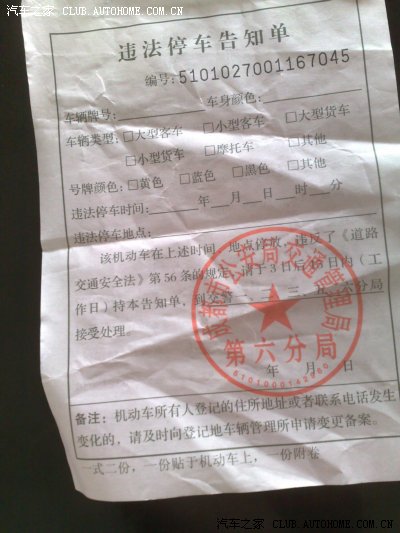 汽车之家 CLUB.AUTOHOME.COM.CN
违法停车告知单
编号:5101027001167045
车辆牌号: 车身颜色:
车辆类型:□大型客车 □小型客车 □大型货车
□小型货车 □摩托车 □其他
号牌颜色:□黄色 □蓝色 □黑色 □其他
违法停车时间: 年 月 日 时 分
违法停车地点:
该机动车在上述时间、地点停放，违反了《道路
交通安全法》第56条的规定，请于3日后15日内（工
作日）持本告知单，到交警一、二、三、 六分局
接受处理。
第六分局
年 月 日
备注：机动车所有人登记的住所地址或者联系电话发生
变化的，请及时向登记地车辆管理所申请变更备案。
一式二份，一份贴于机动车上，一份附卷
汽车之家 CLUB.AUTOHOME.COM.CN